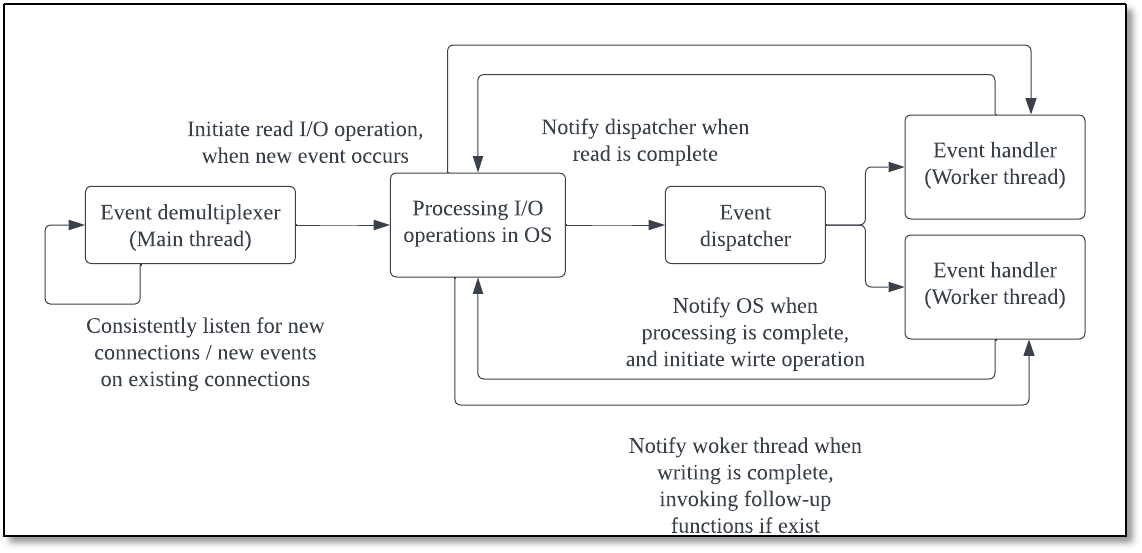 Initiate read I/O operation,
when new event occurs
Notify dispatcher when
read is complete
Event handler
(Worker thread)
Event demultiplexer
(Main thread)
Processing I/O
operations in OS
Event
dispatcher
Event handler
(Worker thread)
Consistently listen for new
connections / new events
on existing connections
Notify OS when
processing is complete,
and initiate wirte operation
Notify woker thread when
writing is complete,
invoking follow-up
functions if exist